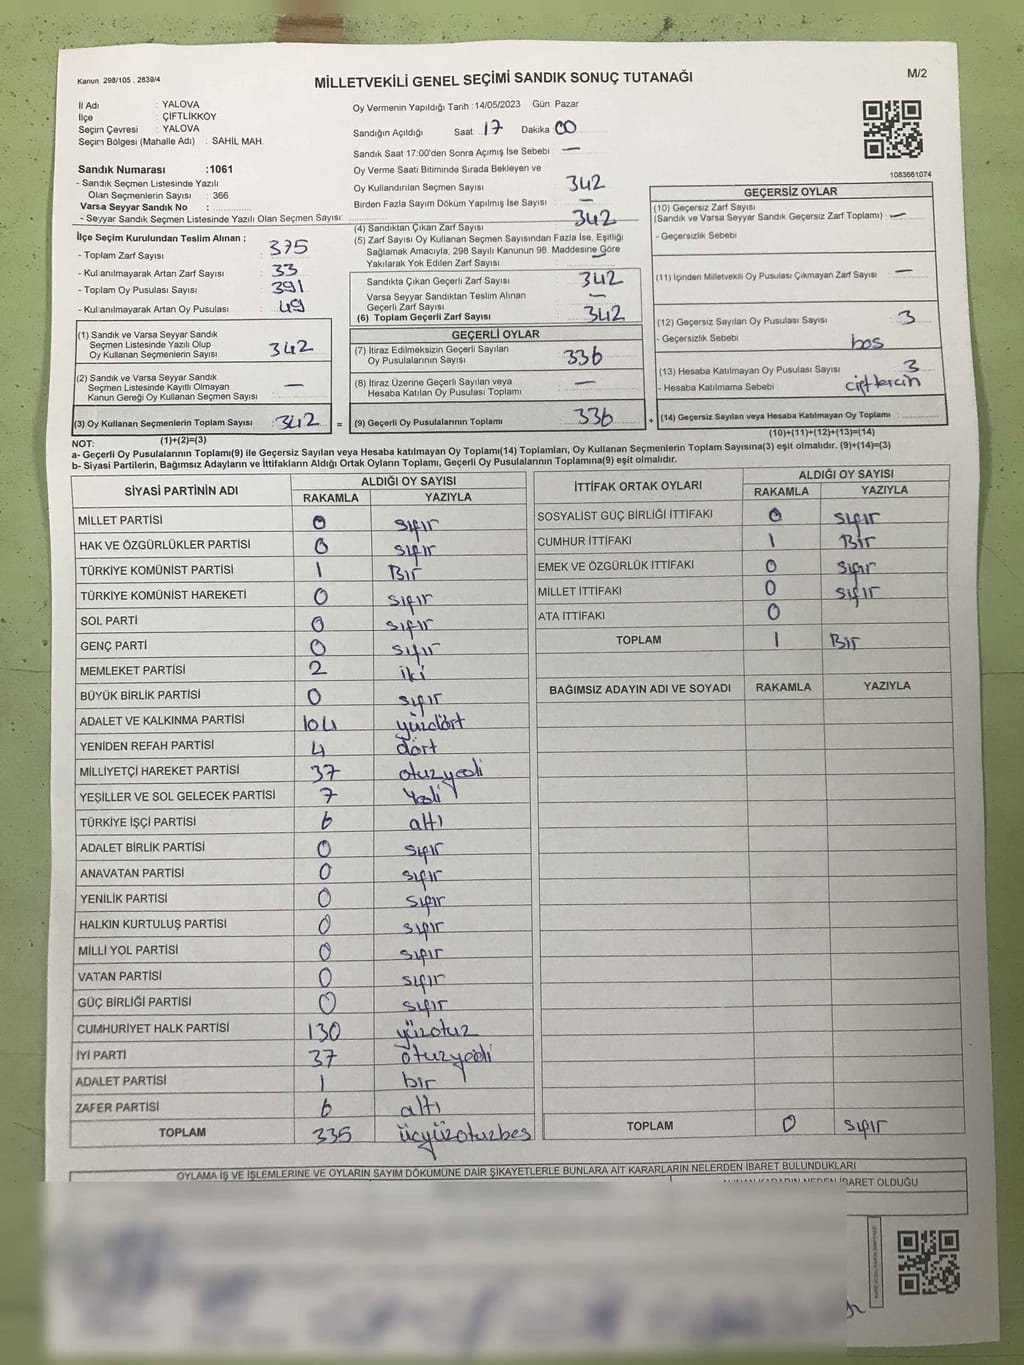 Kanun. 298/105 , 2839/4
MİLLETVEKİLİ GENEL SEÇİMİ SANDIK SONUÇ TUTANAĞI
M/2
İl Adı : YALOVA
İlçe : ÇİFTLİKKÖY
Seçim Çevresi : YALOVA
Seçim Bölgesi (Mahalle Adı) : SAHİL MAH.
Sandık Numarası :1061
- Sandık Seçmen Listesinde Yazılı
Olan Seçmenlerin Sayısı : 366
Varsa Seyyar Sandık No :
- Seyyar Sandık Seçmen Listesinde Yazılı Olan Seçmen Sayısı:
Oy Vermenin Yapıldığı Tarih :14/05/2023 Gün: Pazar
Sandığın Açıldığı Saat 17 Dakika 00
Sandık Saat 17:00'den Sonra Açımış İse Sebebi —
Oy Verme Saati Bitiminde Sırada Bekleyen ve
Oy Kullandırılan Seçmen Sayısı 342
Birden Fazla Sayım Döküm Yapılmış İse Sayısı —
(4) Sandıktan Çıkan Zarf Sayısı 342
(5) Zarf Sayısı Oy Kullanan Seçmen Sayısından Fazla İse, Eşitliği
Sağlamak Amacıyla, 298 Sayılı Kanunun 98. Maddesine Göre
Yakılarak Yok Edilen Zarf Sayısı —
1083661074
İlçe Seçim Kurulundan Teslim Alınan ;
- Toplam Zarf Sayısı : 375
- Kullanılmayarak Artan Zarf Sayısı : 33
- Toplam Oy Pusulası Sayısı : 391
- Kullanılmayarak Artan Oy Pusulası : 49
Sandıkta Çıkan Geçerli Zarf Sayısı 342
Varsa Seyyar Sandıktan Teslim Alınan
Geçerli Zarf Sayısı —
(6) Toplam Geçerli Zarf Sayısı 342
(1) Sandık ve Varsa Seyyar Sandık
Seçmen Listesinde Yazılı Olup
Oy Kullanan Seçmenlerin Sayısı : 342
(2) Sandık ve Varsa Seyyar Sandık
Seçmen Listesinde Kayıtlı Olmayan
Kanun Gereği Oy Kullanan Seçmen Sayısı : —
(3) Oy Kullanan Seçmenlerin Toplam Sayısı : 342
=
GEÇERLİ OYLAR
(7) İtiraz Edilmeksizin Geçerli Sayılan
Oy Pusulalarının Sayısı 336
(8) İtiraz Üzerine Geçerli Sayılan veya
Hesaba Katılan Oy Pusulası Toplamı —
(9) Geçerli Oy Pusulalarının Toplamı 336
+
GEÇERSİZ OYLAR
(10) Geçersiz Zarf Sayısı
(Sandık ve Varsa Seyyar Sandık Geçersiz Zarf Toplamı) : —
- Geçersizlik Sebebi
(11) İçinden Milletvekili Oy Pusulası Çıkmayan Zarf Sayısı : —
(12) Geçersiz Sayılan Oy Pusulası Sayısı 3
- Geçersizlik Sebebi : bos
(13) Hesaba Katılmayan Oy Pusulası Sayısı 3
- Hesaba Katılmama Sebebi :
(14) Geçersiz Sayılan veya Hesaba Katılmayan Oy Toplamı :
(1)+(2)=(3)
(10)+(11)+(12)+(13)=(14)
NOT:
a- Geçerli Oy Pusulalarının Toplamı(9) ile Geçersiz Sayılan veya Hesaba katılmayan Oy Toplamı(14) Toplamları, Oy Kullanan Seçmenlerin Toplam Sayısına(3) eşit olmalıdır. (9)+(14)=(3)
b- Siyasi Partilerin, Bağımsız Adayların ve İttifakların Aldığı Ortak Oyların Toplamı, Geçerli Oy Pusulalarının Toplamına(9) eşit olmalıdır.
SİYASİ PARTİNİN ADI ALDIĞI OY SAYISI
RAKAMLA YAZIYLA
MİLLET PARTİSİ 0 sıfır
HAK VE ÖZGÜRLÜKLER PARTİSİ 0 sıfır
TÜRKİYE KOMÜNİST PARTİSİ 1 Bir
TÜRKİYE KOMÜNİST HAREKETİ 0 sıfır
SOL PARTİ 0 sıfır
GENÇ PARTİ 0 sıfır
MEMLEKET PARTİSİ 2 iki
BÜYÜK BİRLİK PARTİSİ 0 sıfır
ADALET VE KALKINMA PARTİSİ 104 yüzdört
YENİDEN REFAH PARTİSİ 4 dört
MİLLİYETÇİ HAREKET PARTİSİ 37 otuzyedi
YEŞİLLER VE SOL GELECEK PARTİSİ 7 Yedi
TÜRKİYE İŞÇİ PARTİSİ 6 altı
ADALET BİRLİK PARTİSİ 0 sıfır
ANAVATAN PARTİSİ 0 sıfır
YENİLİK PARTİSİ 0 sıfır
HALKIN KURTULUŞ PARTİSİ 0 sıfır
MİLLİ YOL PARTİSİ 0 sıfır
VATAN PARTİSİ 0 sıfır
GÜÇ BİRLİĞİ PARTİSİ 0 sıfır
CUMHURİYET HALK PARTİSİ 130 yüzotuz
İYİ PARTİ 37 otuzyedi
ADALET PARTİSİ 1 bir
ZAFER PARTİSİ 6 altı
TOPLAM 335 üçyüzotuzbeş
İTTİFAK ORTAK OYLARI ALDIĞI OY SAYISI
RAKAMLA YAZIYLA
SOSYALİST GÜÇ BİRLİĞİ İTTİFAKI 0 sıfır
CUMHUR İTTİFAKI 1 Bir
EMEK VE ÖZGÜRLÜK İTTİFAKI 0 sıfır
MİLLET İTTİFAKI 0 sıfır
ATA İTTİFAKI 0
TOPLAM 1 Bir
BAĞIMSIZ ADAYIN ADI VE SOYADI RAKAMLA YAZIYLA
TOPLAM 0 sıfır
OYLAMA İŞ VE İŞLEMLERİNE VE OYLARIN SAYIM DÖKÜMÜNE DAİR ŞİKAYETLERLE BUNLARA AİT KARARLARIN NELERDEN İBARET BULUNDUKLARI
İBARET OLDUĞU